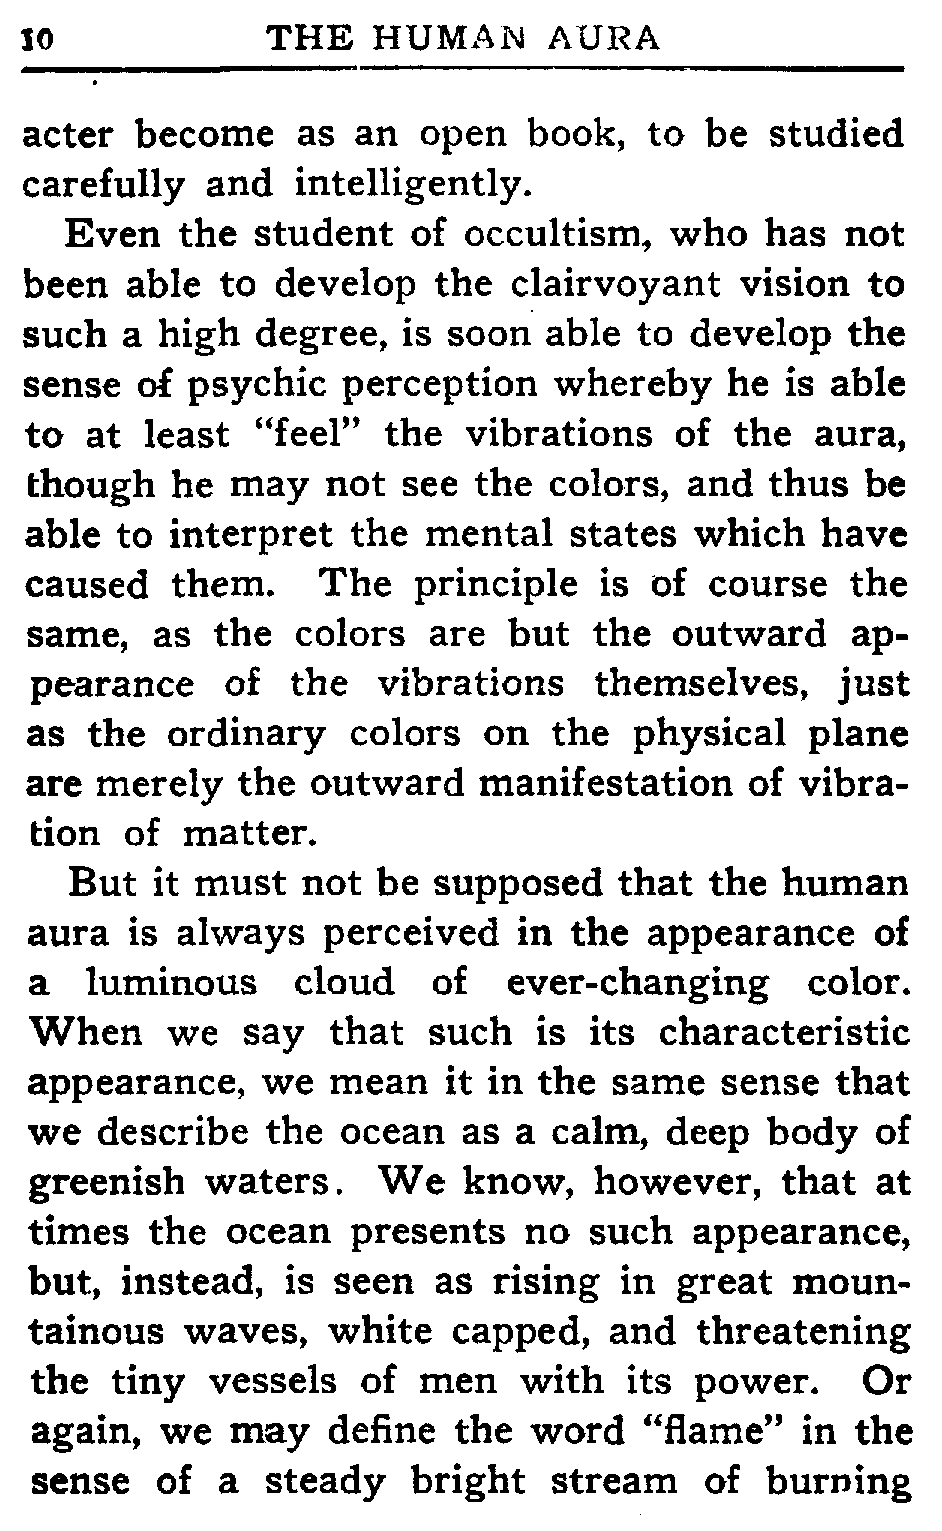 10 THE HUMAN AURA
acter become as an open book, to be studied
carefully and intelligently.
Even the student of occultism, who has not
been able to develop the clairvoyant vision to
such a high degree, is soon able to develop the
sense of psychic perception whereby he is able
to at least “feel” the vibrations of the aura,
though he may not see the colors, and thus be
able to interpret the mental states which have
caused them. The principle is of course the
same, as the colors are but the outward ap-
pearance of the vibrations themselves, just
as the ordinary colors on the physical plane
are merely the outward manifestation of vibra-
tion of matter.
But it must not be supposed that the human
aura is always perceived in the appearance of
a luminous cloud of ever-changing color.
When we say that such is its characteristic
appearance, we mean it in the same sense that
we describe the ocean as a calm, deep body of
greenish waters. We know, however, that at
times the ocean presents no such appearance,
but, instead, is seen as rising in great moun-
tainous waves, white capped, and threatening
the tiny vessels of men with its power. Or
again, we may define the word “flame” in the
sense of a steady bright stream of burning